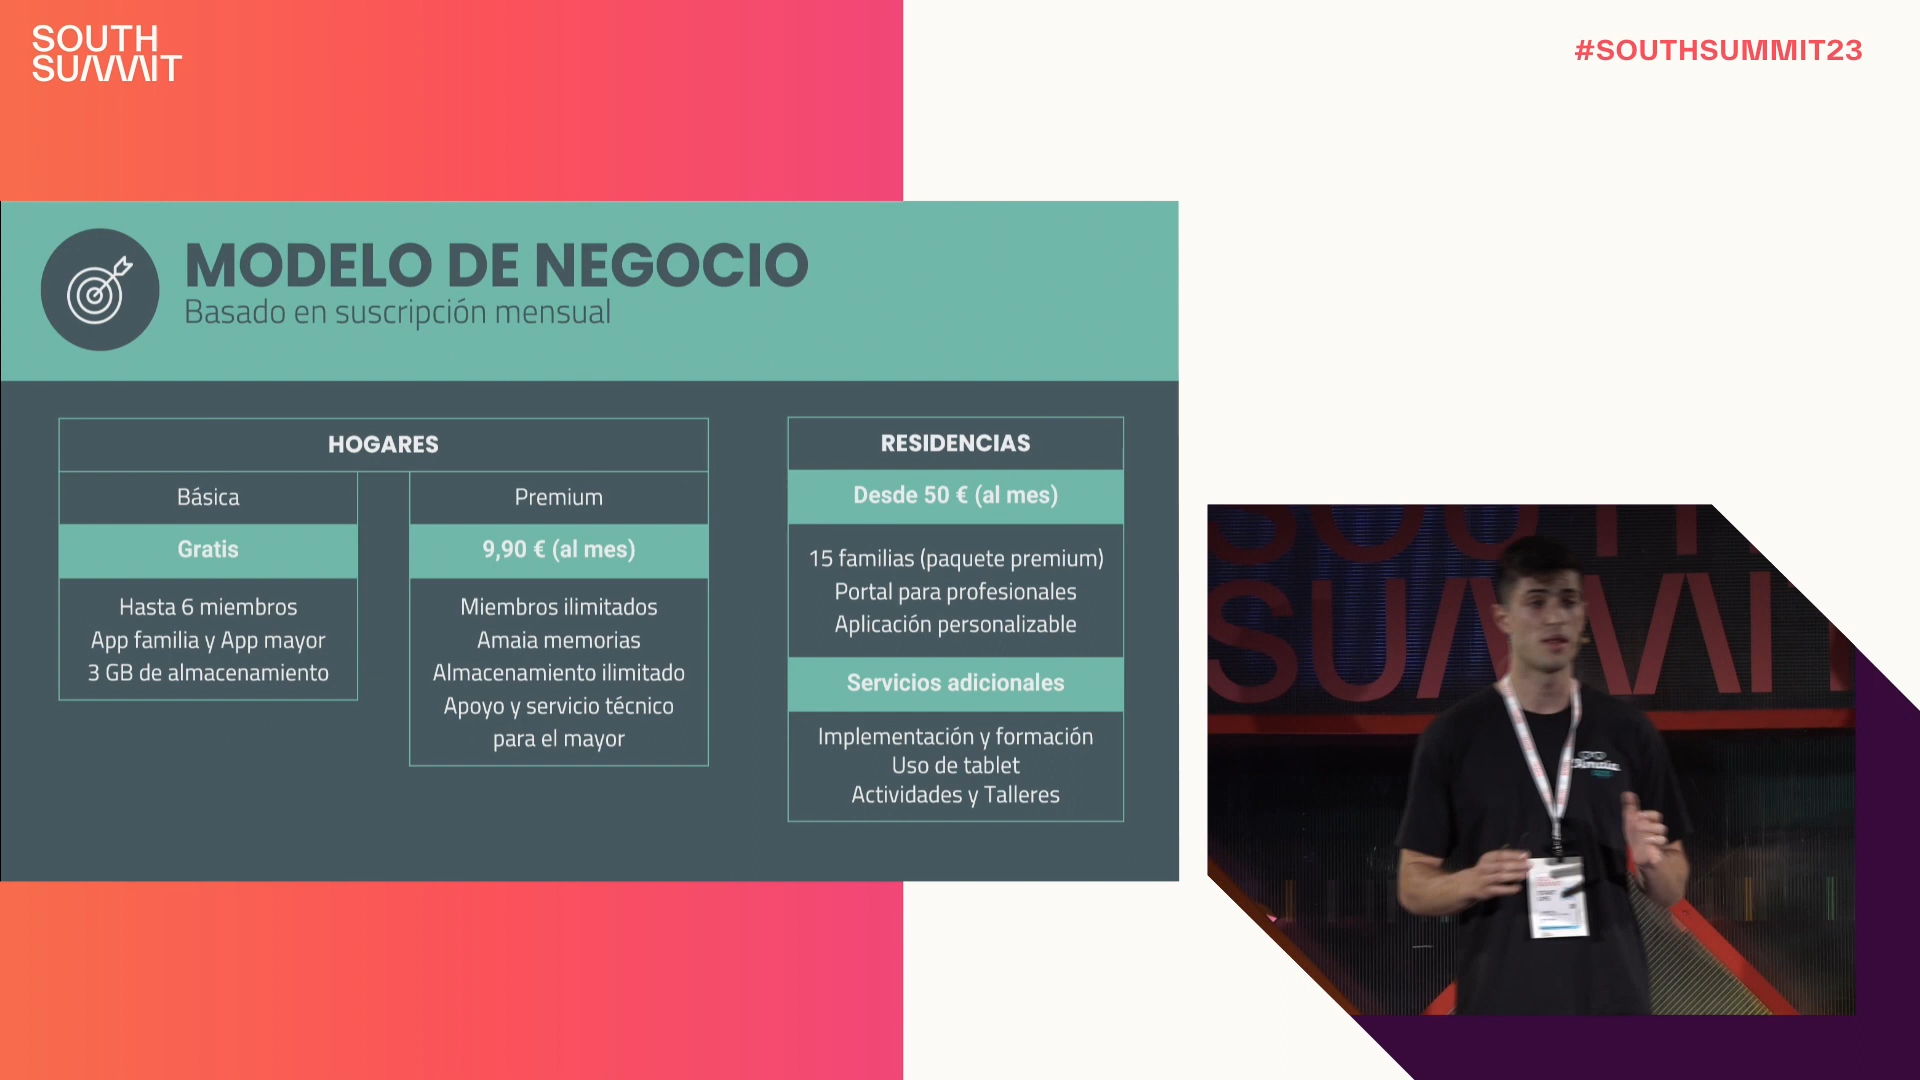 SOUTH
SUMMIT
#SOUTHSUMMIT23
MODELO DE NEGOCIO
Basado en suscripción mensual
HOGARES
Básica
Gratis
Hasta 6 miembros
App familia y App mayor
3 GB de almacenamiento
Premium
9,90 € (al mes)
Miembros ilimitados
Amaia memorias
Almacenamiento ilimitado
Apoyo y servicio técnico
para el mayor
RESIDENCIAS
Desde 50 € (al mes)
15 familias (paquete premium)
Portal para profesionales
Aplicación personalizable
Servicios adicionales
Implementación y formación
Uso de tablet
Actividades y Talleres
SOUTH
SUMMIT